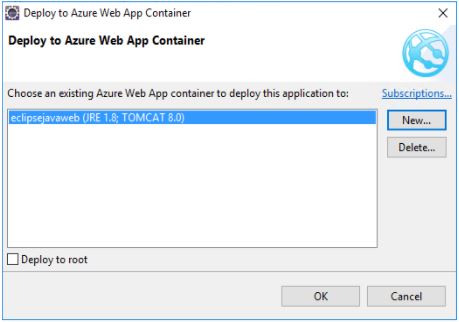 Deploy to Azure Web App Container
Deploy to Azure Web App Container
Choose an existing Azure Web App container to deploy this application to:
Subscriptions...
eclipsejavaweb (JRE 1.8; TOMCAT 8.0)
New...
Delete...
Deploy to root
OK
Cancel